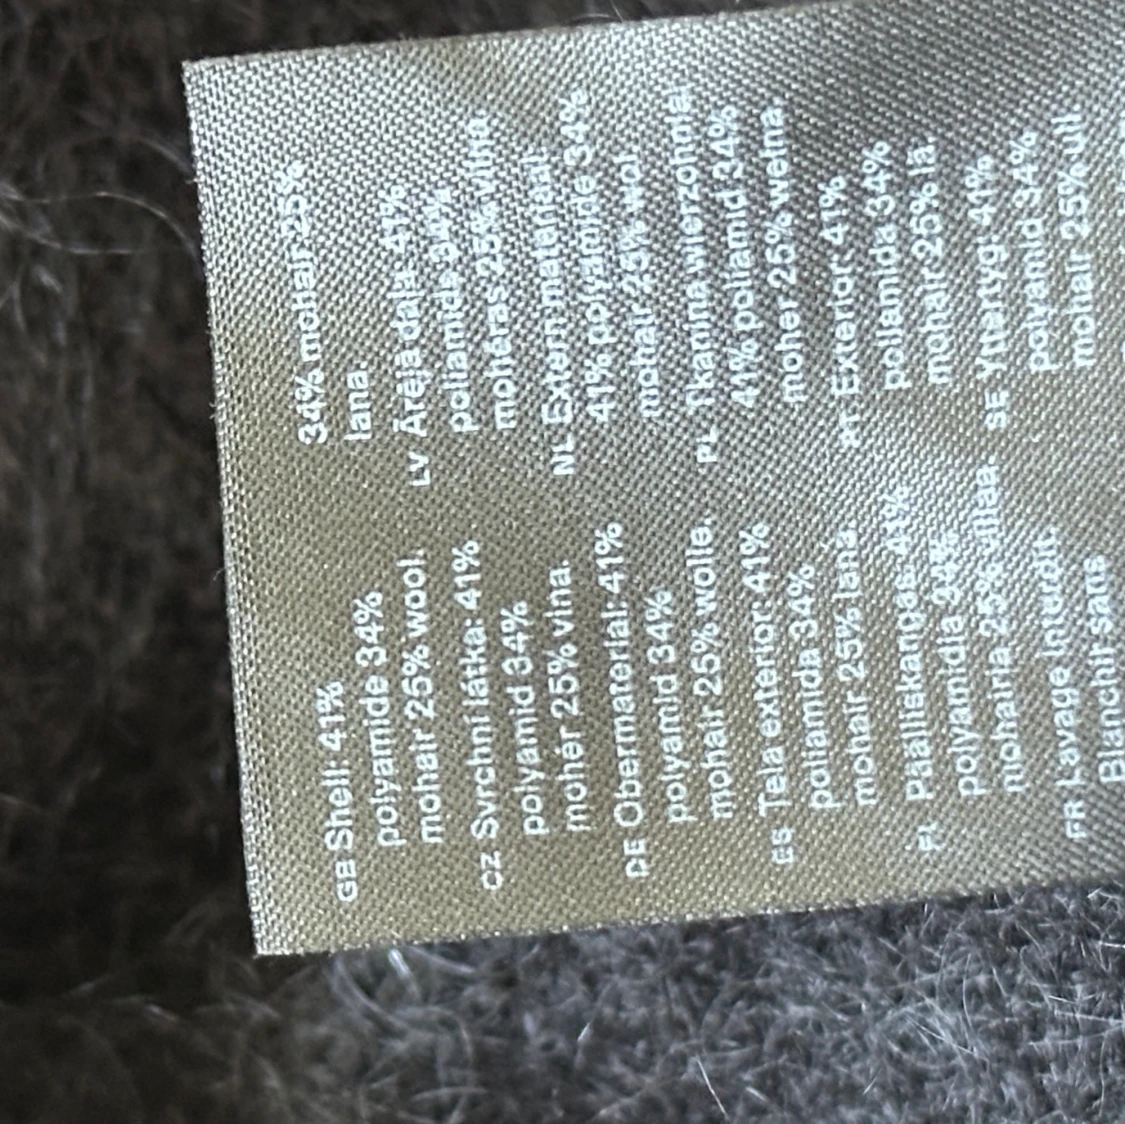 GB Shell: 41%
polyamide 34%
mohair 25% wool.
CZ Svrchní látka: 41%
polyamid 34%
mohér 25% vlna.
DE Obermaterial: 41%
polyamid 34%
mohair 25% wolle.
ES Tela exterior: 41%
poliamida 34%
mohair 25% lana.
FI Päälliskangas: 41%
polyamidia 34%
mohairia 25% villaa.
FR Lavage interdit.
Blanchir sans
34% mohair 25%
lana.
LV Ārējā daļa: 41%
poliamīds 34%
mohēras 25% vilna.
NL Extern materiaal:
41% polyamide 34%
mohair 25% wol.
PL Tkanina wierzchnia:
41% poliamid 34%
moher 25% wełna.
PT Exterior: 41%
poliamida 34%
mohair 25% lã.
SE Yttertyg: 41%
polyamid 34%
mohair 25% ull.